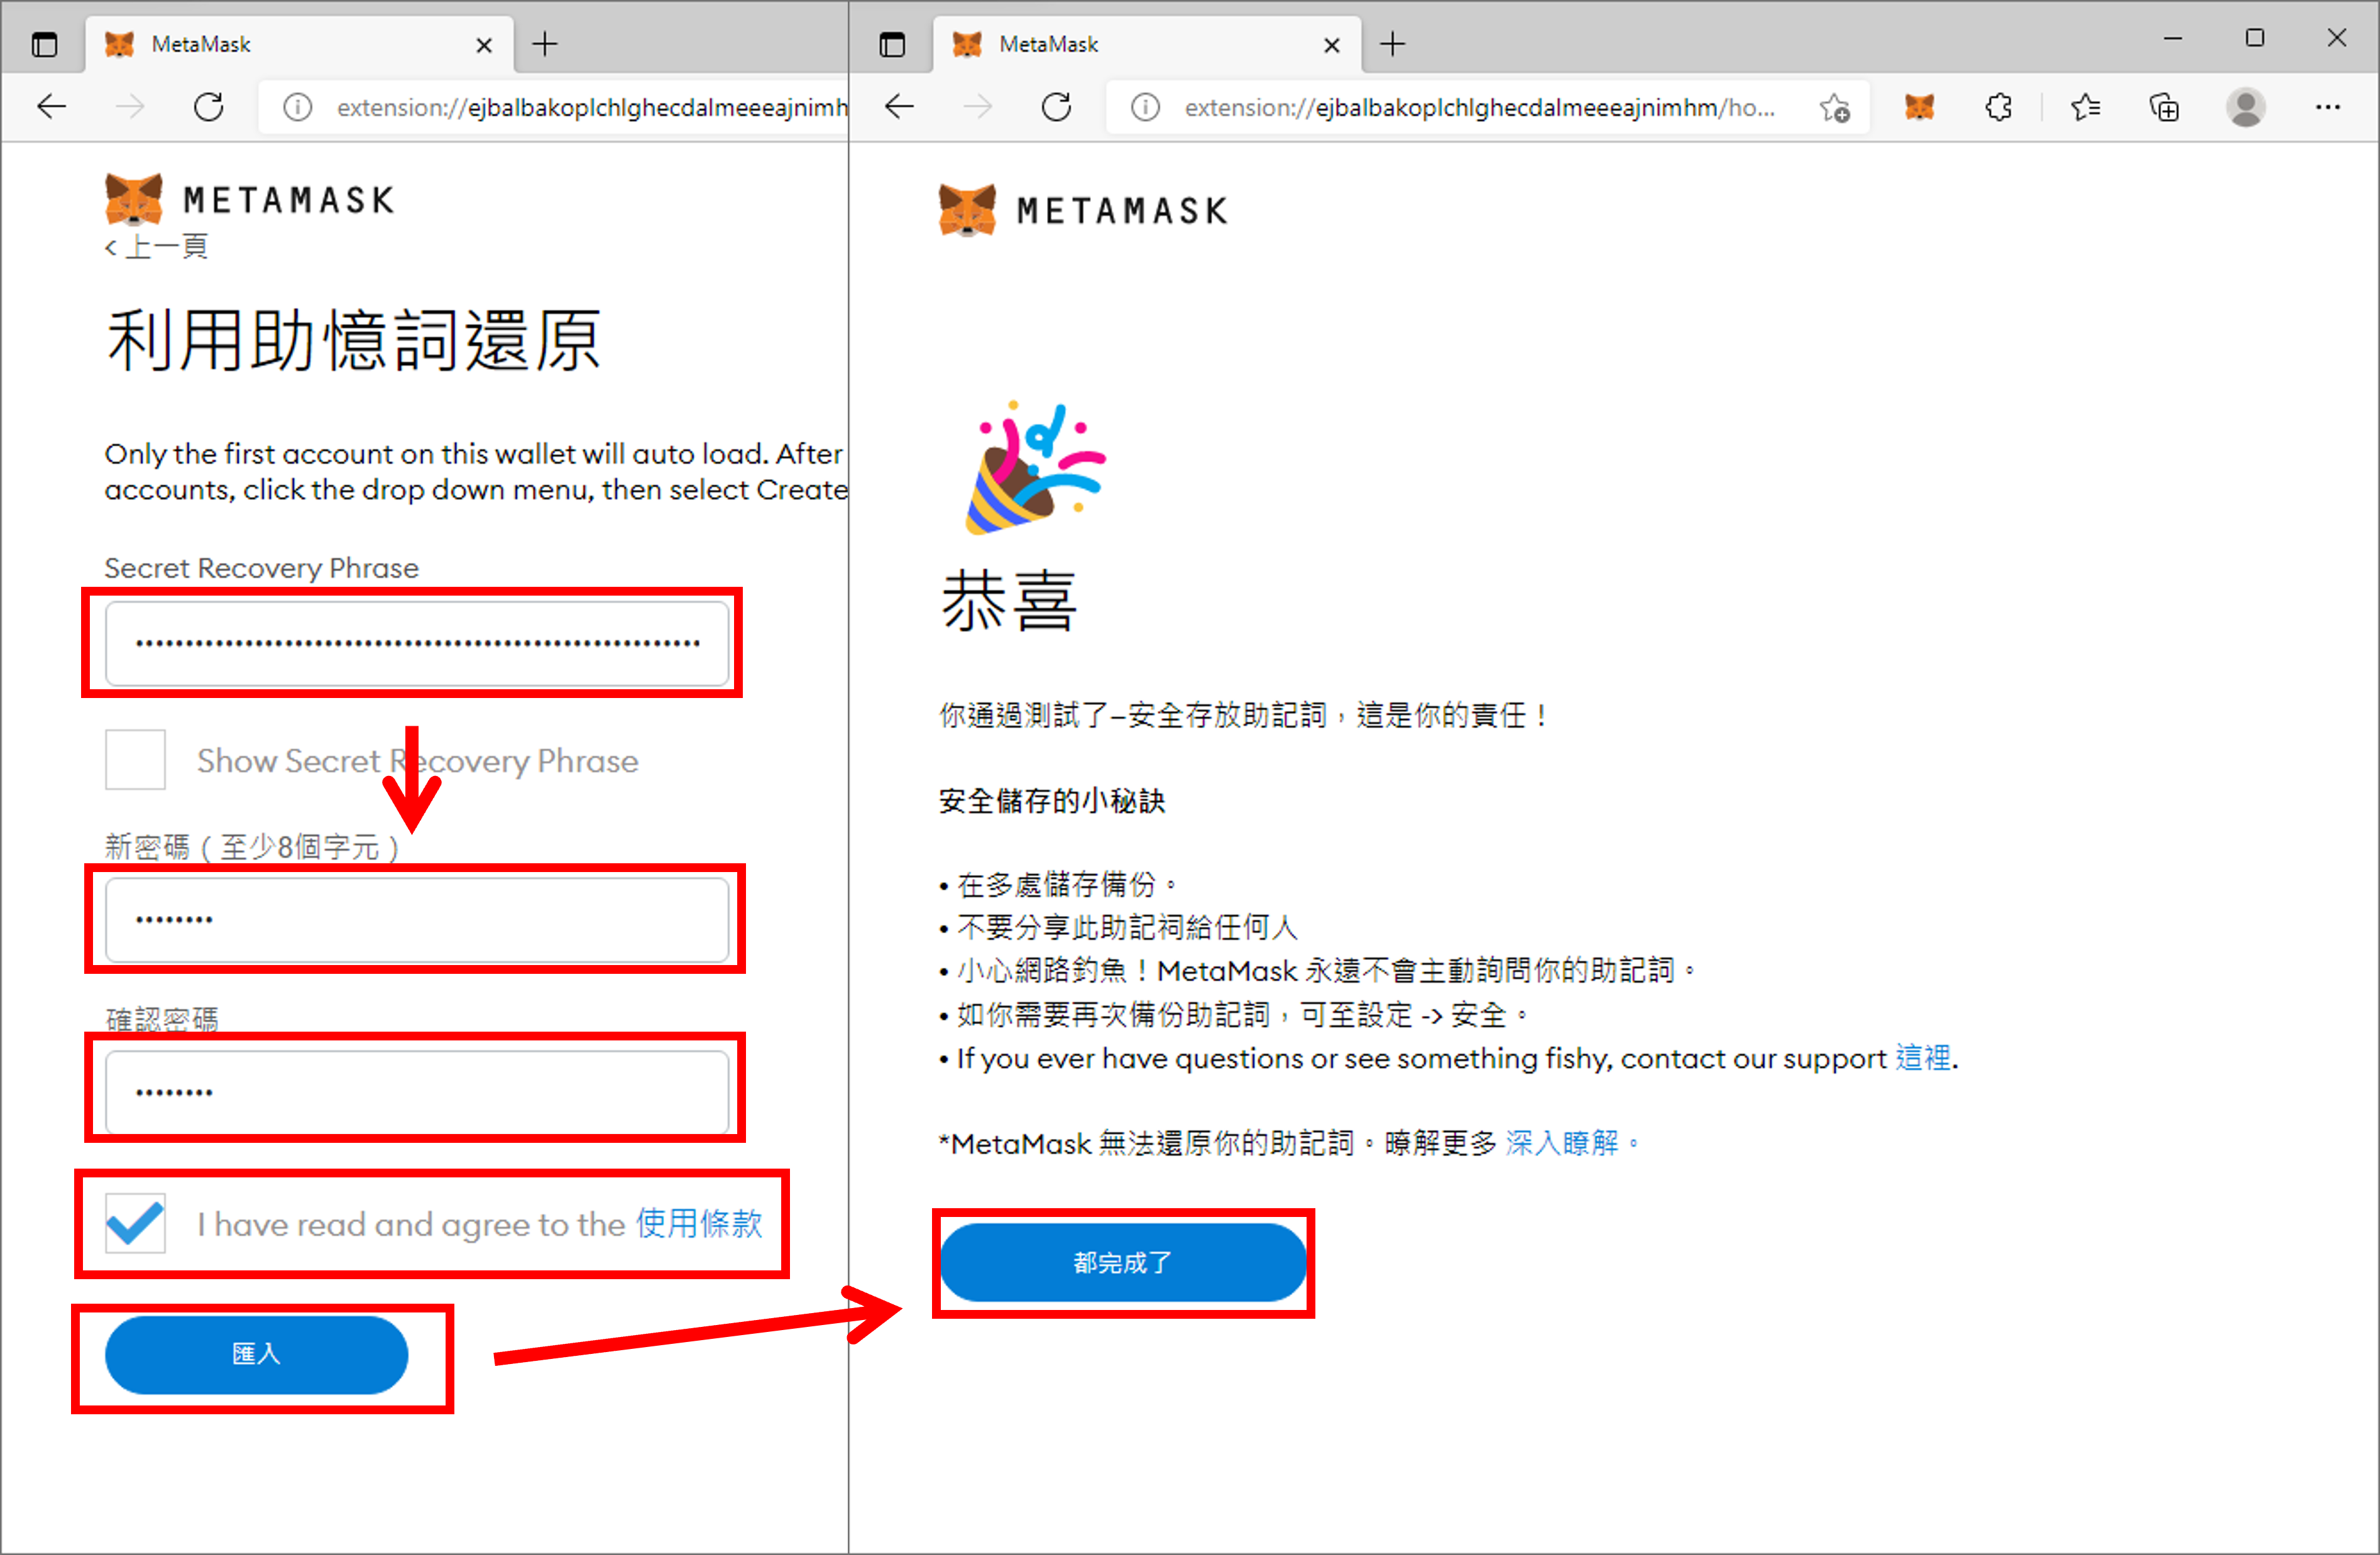 MetaMask
extension://ejbalbakoplchlghecdalmeeeajnimh
METAMASK
< 上一頁
利用助憶詞還原
Only the first account on this wallet will auto load. After
accounts, click the drop down menu, then select Create
Secret Recovery Phrase
Show Secret Recovery Phrase
新密碼（至少8個字元）
確認密碼
I have read and agree to the 使用條款
匯入
MetaMask
extension://ejbalbakoplchlghecdalmeeeajnimhm/ho...
METAMASK
恭喜
你通過測試了–安全存放助記詞，這是你的責任！
安全儲存的小秘訣
• 在多處儲存備份。
• 不要分享此助記祠給任何人
• 小心網路釣魚！MetaMask 永遠不會主動詢問你的助記詞。
• 如你需要再次備份助記詞，可至設定 -> 安全。
• If you ever have questions or see something fishy, contact our support 這裡.
*MetaMask 無法還原你的助記詞。瞭解更多 深入瞭解。
都完成了